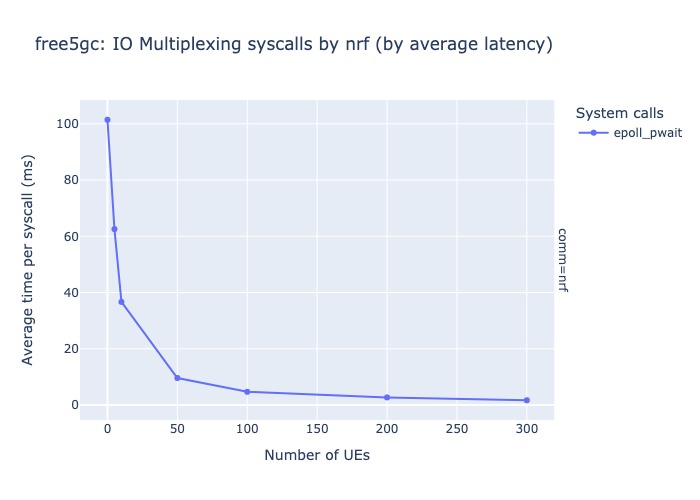 free5gc: IO Multiplexing syscalls by nrf (by average latency)
System calls
epoll_pwait
Average time per syscall (ms)
100
80
60
40
20
0
comm=nrf
0 50 100 150 200 250 300
Number of UEs